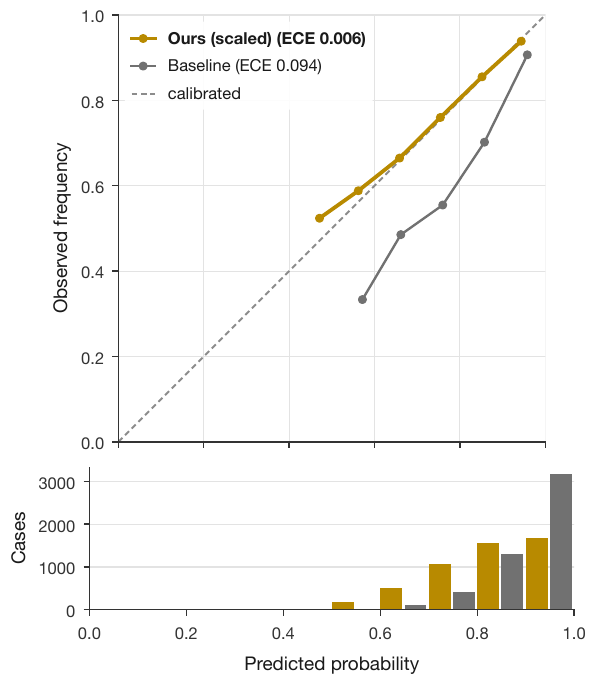 1.0
Ours (scaled) (ECE 0.006)
Baseline (ECE 0.094)
calibrated
0.8
0.6
0.4
0.2
0.0
Observed frequency
3000
2000
1000
0
Cases
0.0 0.2 0.4 0.6 0.8 1.0
Predicted probability